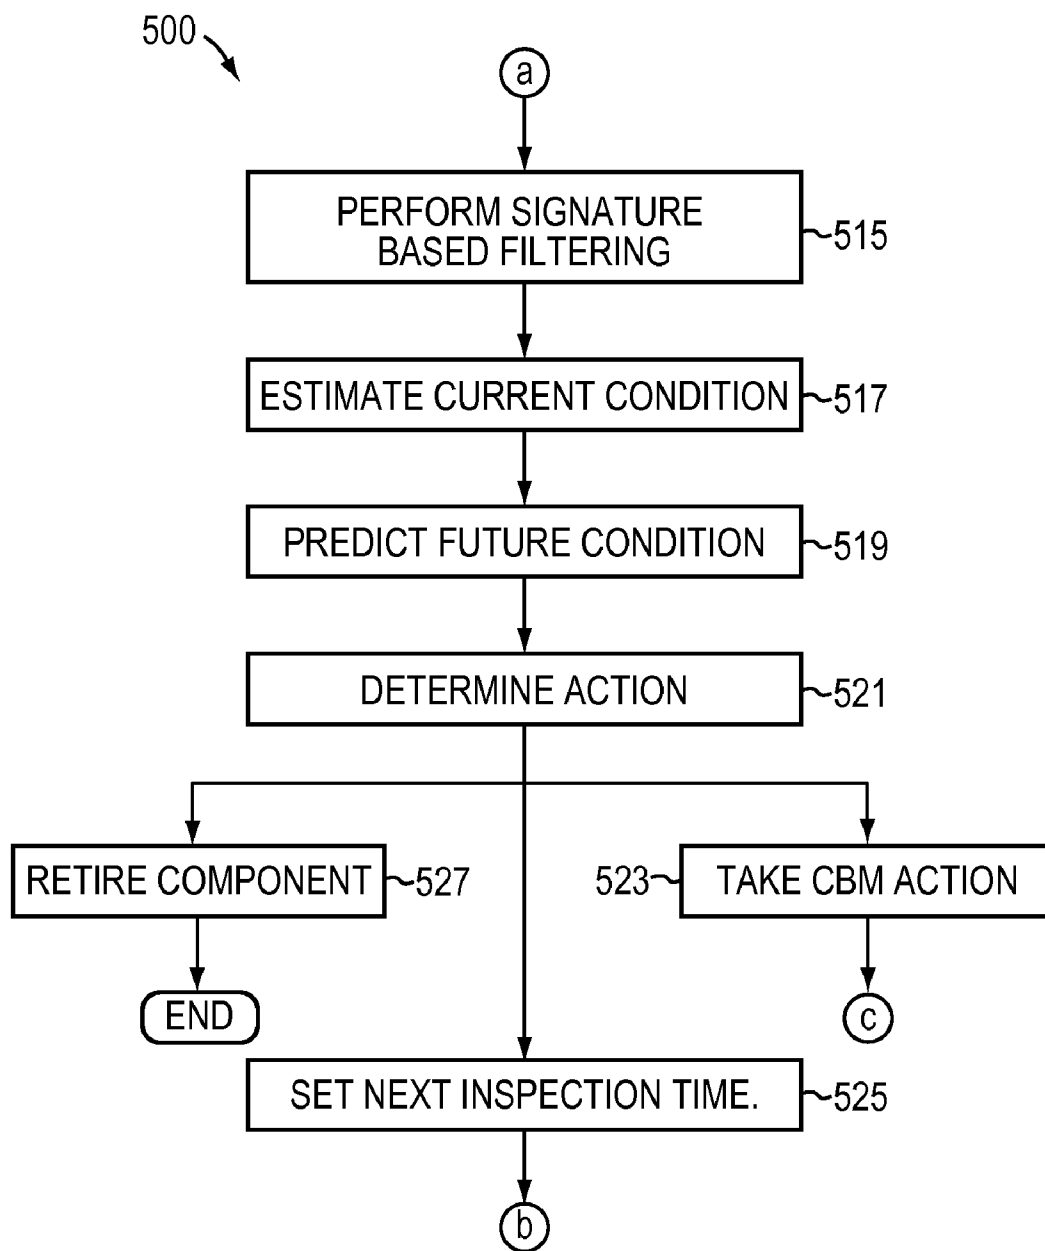 500
a
PERFORM SIGNATURE
BASED FILTERING
515
ESTIMATE CURRENT CONDITION
517
PREDICT FUTURE CONDITION
519
DETERMINE ACTION
521
RETIRE COMPONENT
527
523
TAKE CBM ACTION
END
c
SET NEXT INSPECTION TIME.
525
b